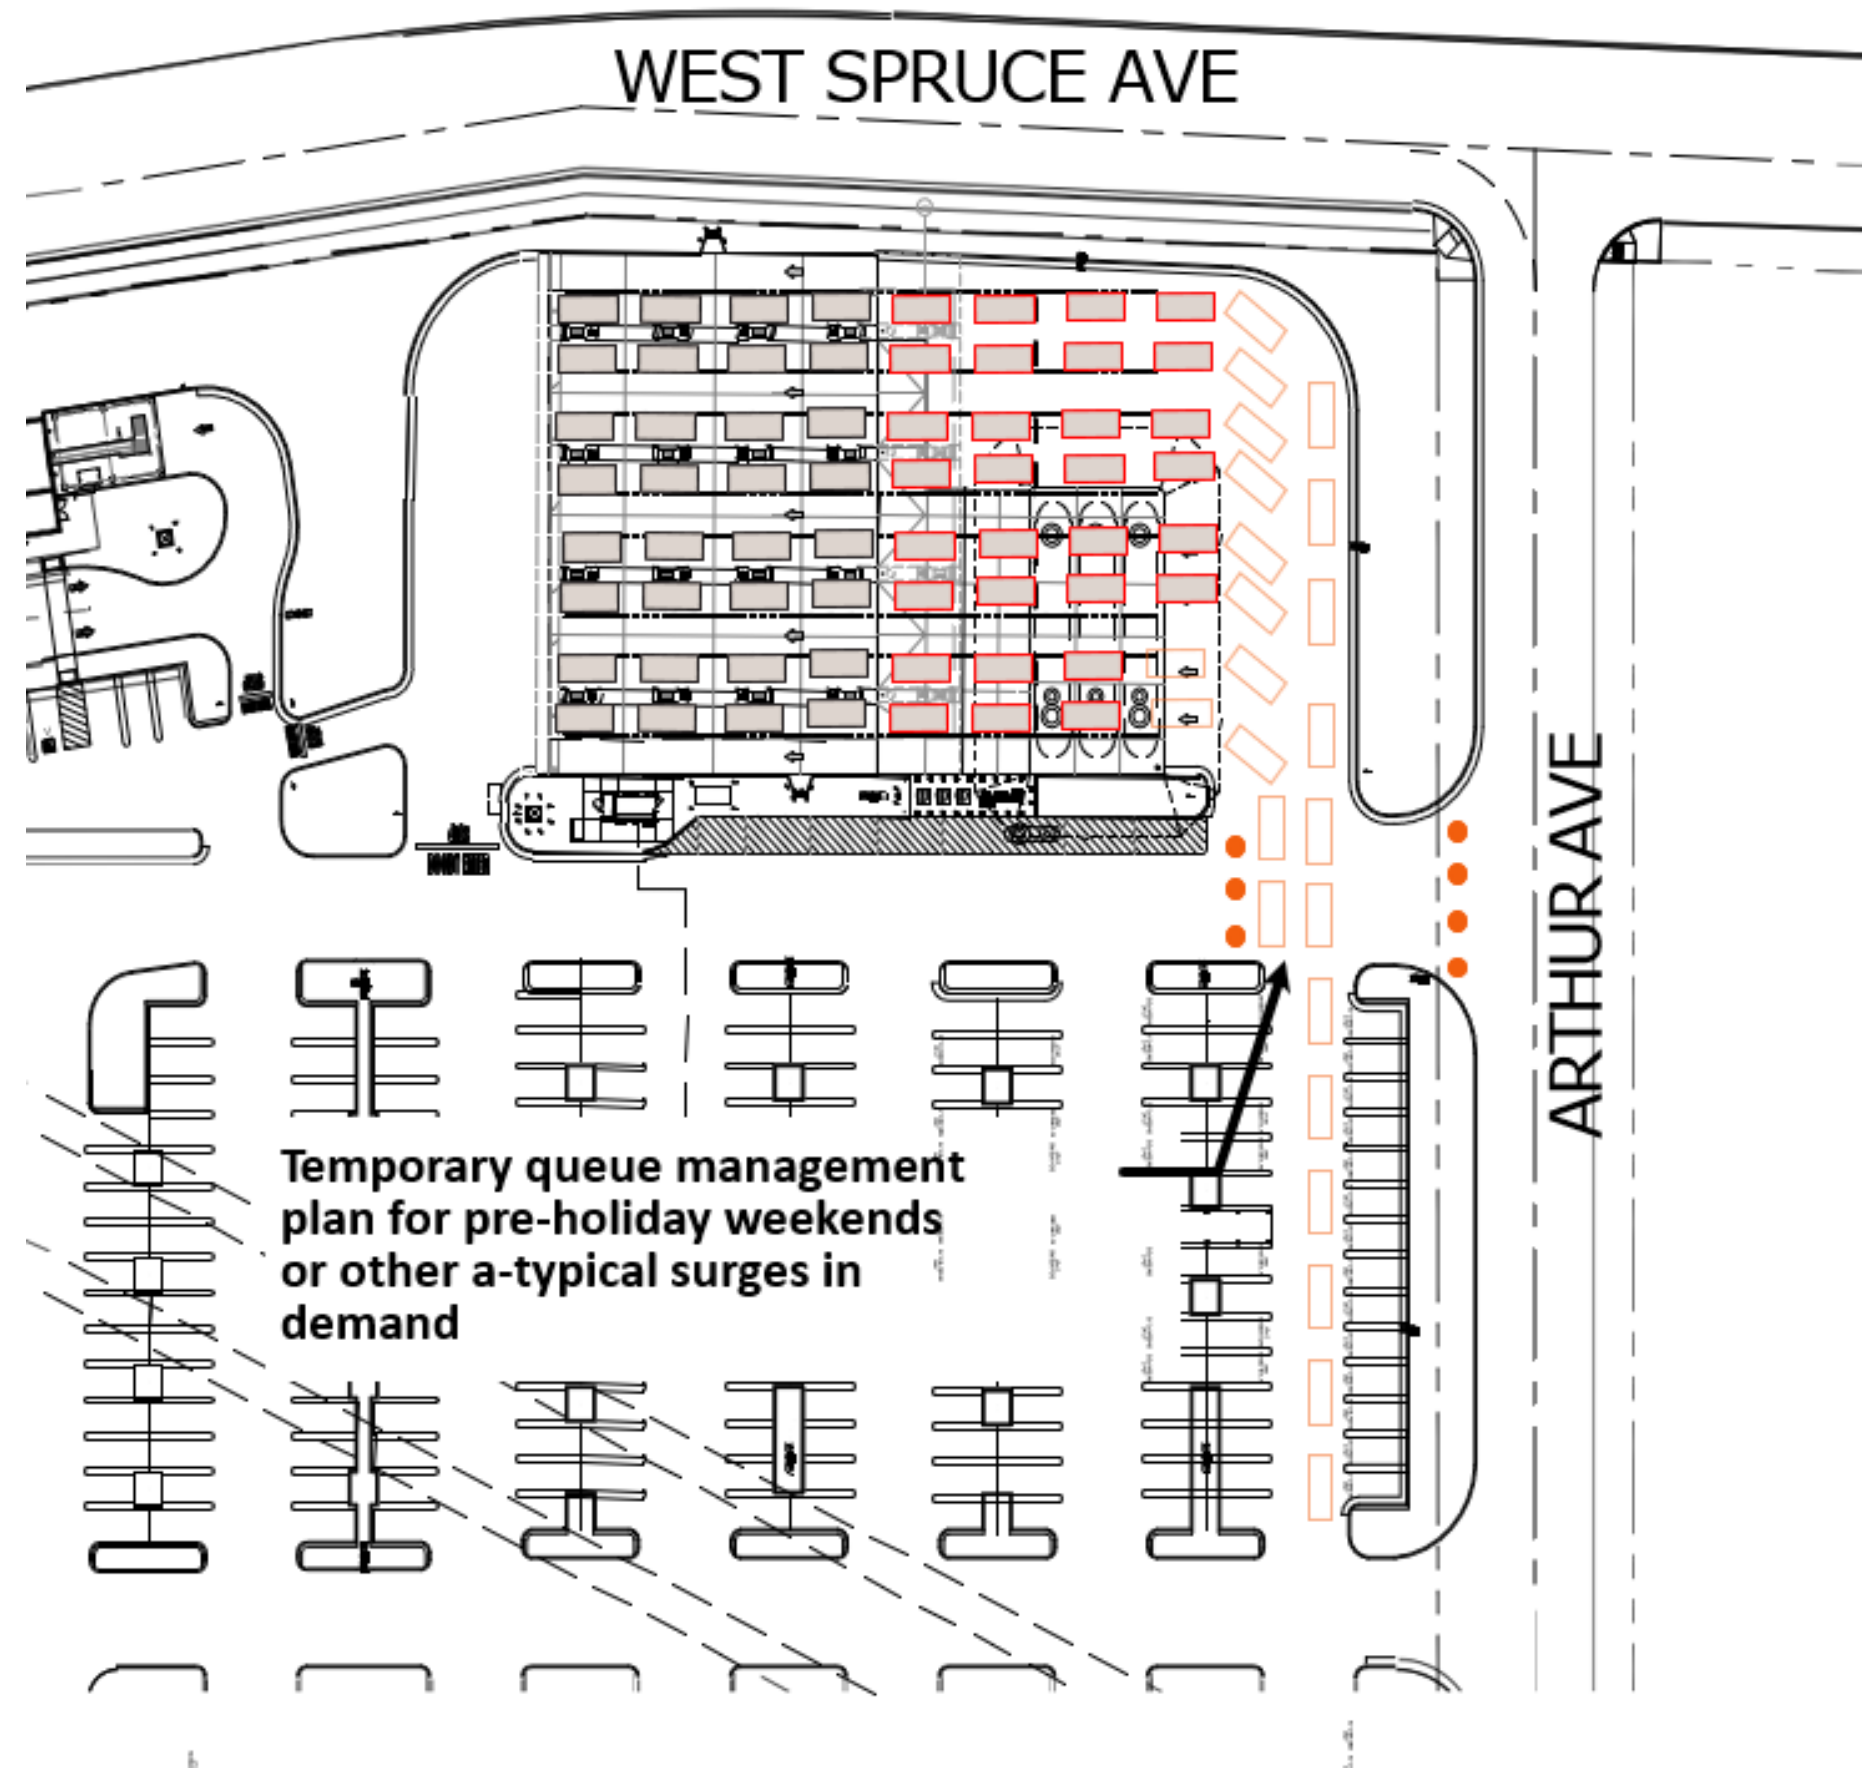 WEST SPRUCE AVE
ARTHUR AVE
Temporary queue management
plan for pre-holiday weekends
or other a-typical surges in
demand